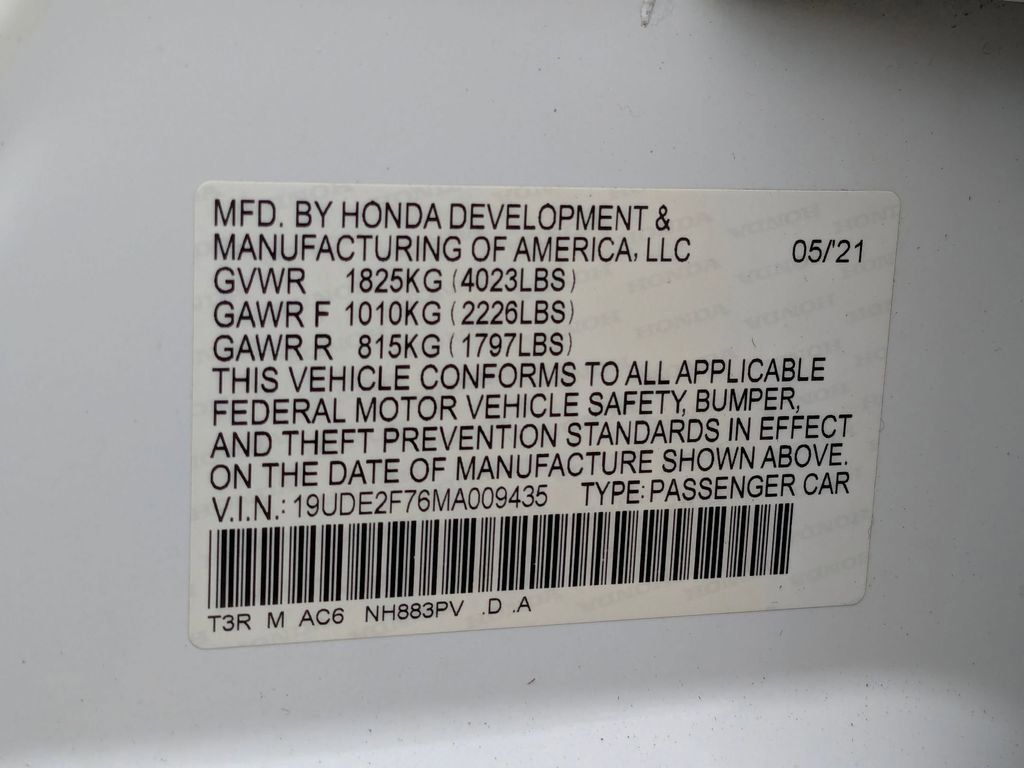 MFD. BY HONDA DEVELOPMENT &
MANUFACTURING OF AMERICA, LLC 05/'21
GVWR 1825KG (4023LBS)
GAWR F 1010KG (2226LBS)
GAWR R 815KG (1797LBS)
THIS VEHICLE CONFORMS TO ALL APPLICABLE
FEDERAL MOTOR VEHICLE SAFETY, BUMPER,
AND THEFT PREVENTION STANDARDS IN EFFECT
ON THE DATE OF MANUFACTURE SHOWN ABOVE.
V.I.N.: 19UDE2F76MA009435 TYPE: PASSENGER CAR
T3R M AC6 NH883PV .D .A